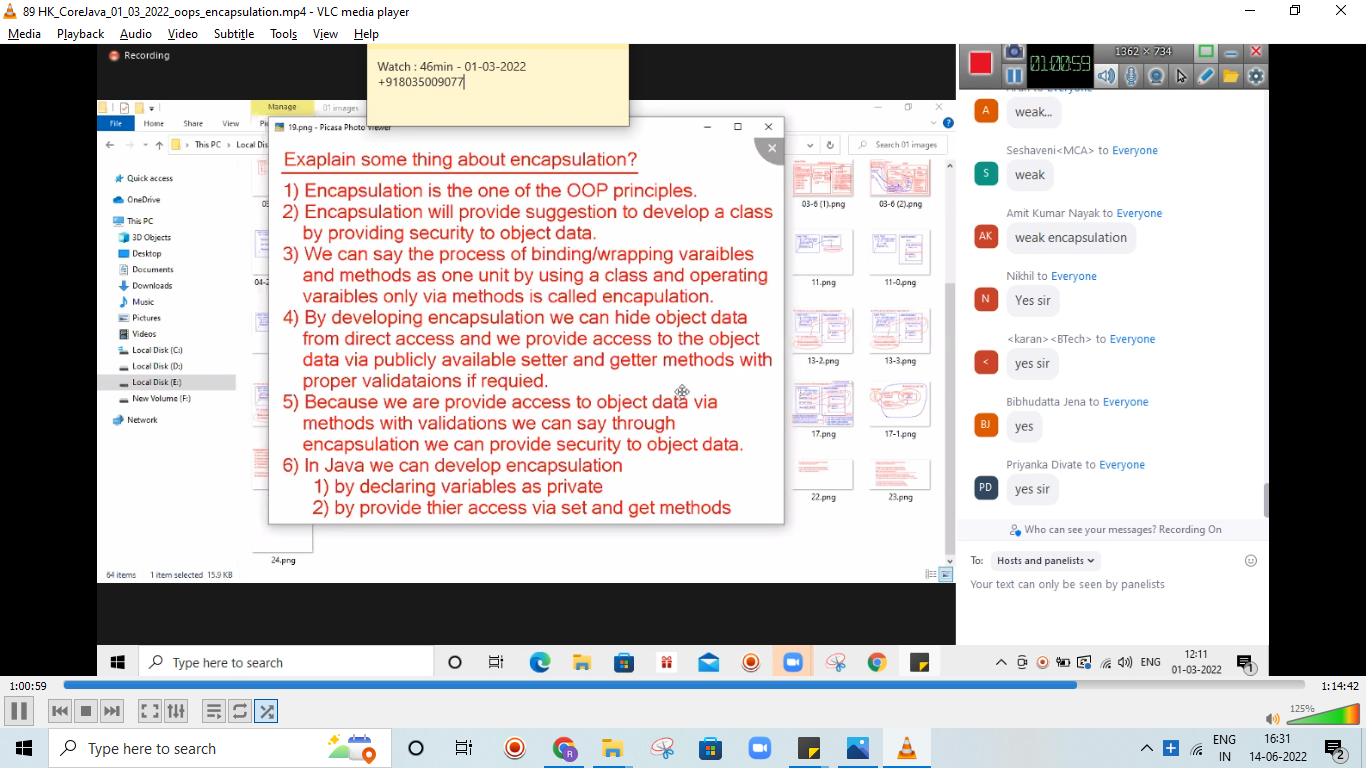 89 HK_CoreJava_01_03_2022_oops_encapsulation.mp4 - VLC media player
Media Playback Audio Video Subtitle Tools View Help
Recording
Watch : 46min - 01-03-2022
+918035009077
1362 × 734
01:00:59
Manage
01 images
File Home Share View
This PC Local Dis
Search 01 images
19.png - Picasa Photo Viewer
Quick access
OneDrive
This PC
3D Objects
Desktop
Documents
Downloads
Music
Pictures
Videos
Local Disk (C:)
Local Disk (D:)
Local Disk (E:)
New Volume (F:)
Network
Exaplain some thing about encapsulation?
1) Encapsulation is the one of the OOP principles.
2) Encapsulation will provide suggestion to develop a class
by providing security to object data.
3) We can say the process of binding/wrapping varaibles
and methods as one unit by using a class and operating
varaibles only via methods is called encapulation.
4) By developing encapsulation we can hide object data
from direct access and we provide access to the object
data via publicly available setter and getter methods with
proper validataions if requied.
5) Because we are provide access to object data via
methods with validations we can say through
encapsulation we can provide security to object data.
6) In Java we can develop encapsulation
1) by declaring variables as private
2) by provide thier access via set and get methods
03-6 (1).png 03-6 (2).png
11.png 11-0.png
13-2.png 13-3.png
17.png 17-1.png
22.png 23.png
24.png
64 items 1 item selected 15.9 KB
to Everyone
A weak...
Seshaveni<MCA> to Everyone
S weak
Amit Kumar Nayak to Everyone
AK weak encapsulation
Nikhil to Everyone
N Yes sir
<karan><BTech> to Everyone
< yes sir
Bibhudatta Jena to Everyone
BJ yes
Priyanka Divate to Everyone
PD yes sir
Who can see your messages? Recording On
To: Hosts and panelists
Your text can only be seen by panelists
Type here to search
ENG
12:11
01-03-2022
1
1:00:59
1:14:42
125%
Type here to search
ENG
IN
16:31
14-06-2022
2